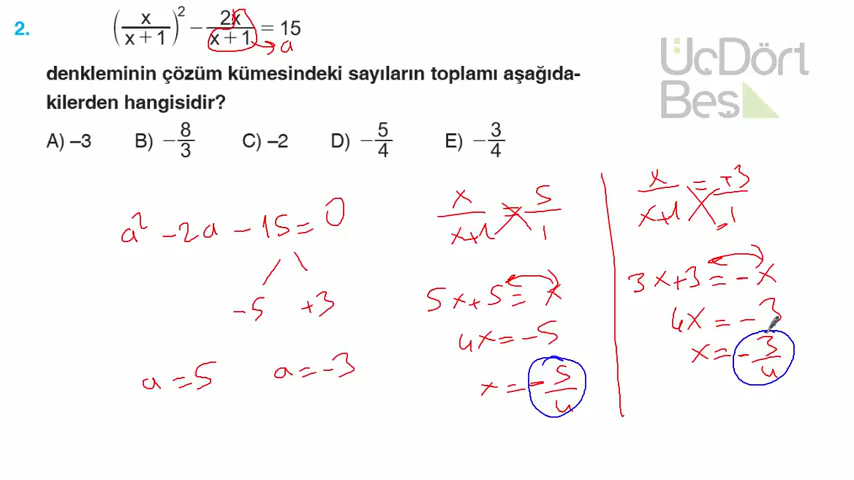 2. (x/(x+1))² − 2x/(x+1) = 15
→ a
denkleminin çözüm kümesindeki sayıların toplamı aşağıda-
kilerden hangisidir?
A) –3 B) −8/3 C) –2 D) −5/4 E) −3/4
ÜçDört
Beş
a² − 2a − 15 = 0
−5 +3
a = 5 a = −3
x/(x+1) = 5/1
5x + 5 = x
4x = −5
x = −5/4
x/(x+1) = +3/−1
3x + 3 = −x
4x = −3
x = −3/4